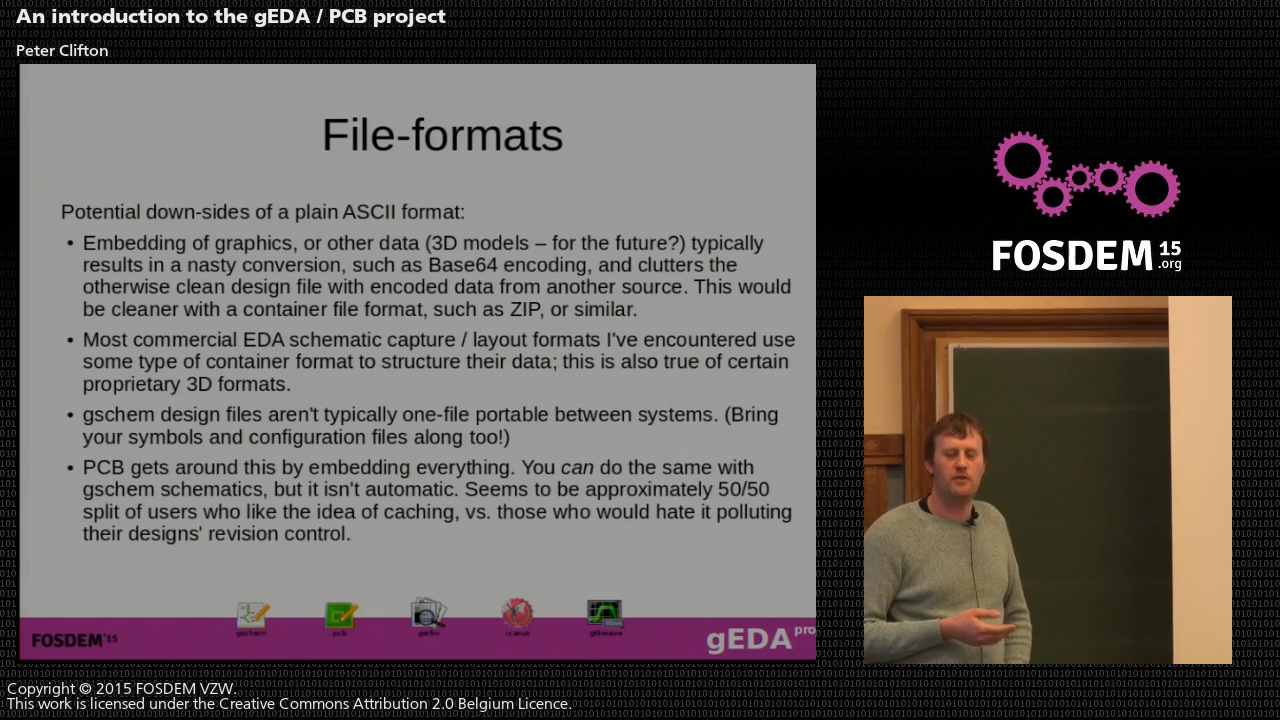 An introduction to the gEDA / PCB project
Peter Clifton
File-formats
Potential down-sides of a plain ASCII format:
• Embedding of graphics, or other data (3D models – for the future?) typically
results in a nasty conversion, such as Base64 encoding, and clutters the
otherwise clean design file with encoded data from another source. This would
be cleaner with a container file format, such as ZIP, or similar.
• Most commercial EDA schematic capture / layout formats I've encountered use
some type of container format to structure their data; this is also true of certain
proprietary 3D formats.
• gschem design files aren't typically one-file portable between systems. (Bring
your symbols and configuration files along too!)
• PCB gets around this by embedding everything. You can do the same with
gschem schematics, but it isn't automatic. Seems to be approximately 50/50
split of users who like the idea of caching, vs. those who would hate it polluting
their designs' revision control.
gschem pcb gerbv icarus gtkwave
FOSDEM'15
gEDA pro
FOSDEM 15
.org
Copyright © 2015 FOSDEM VZW.
This work is licensed under the Creative Commons Attribution 2.0 Belgium Licence.